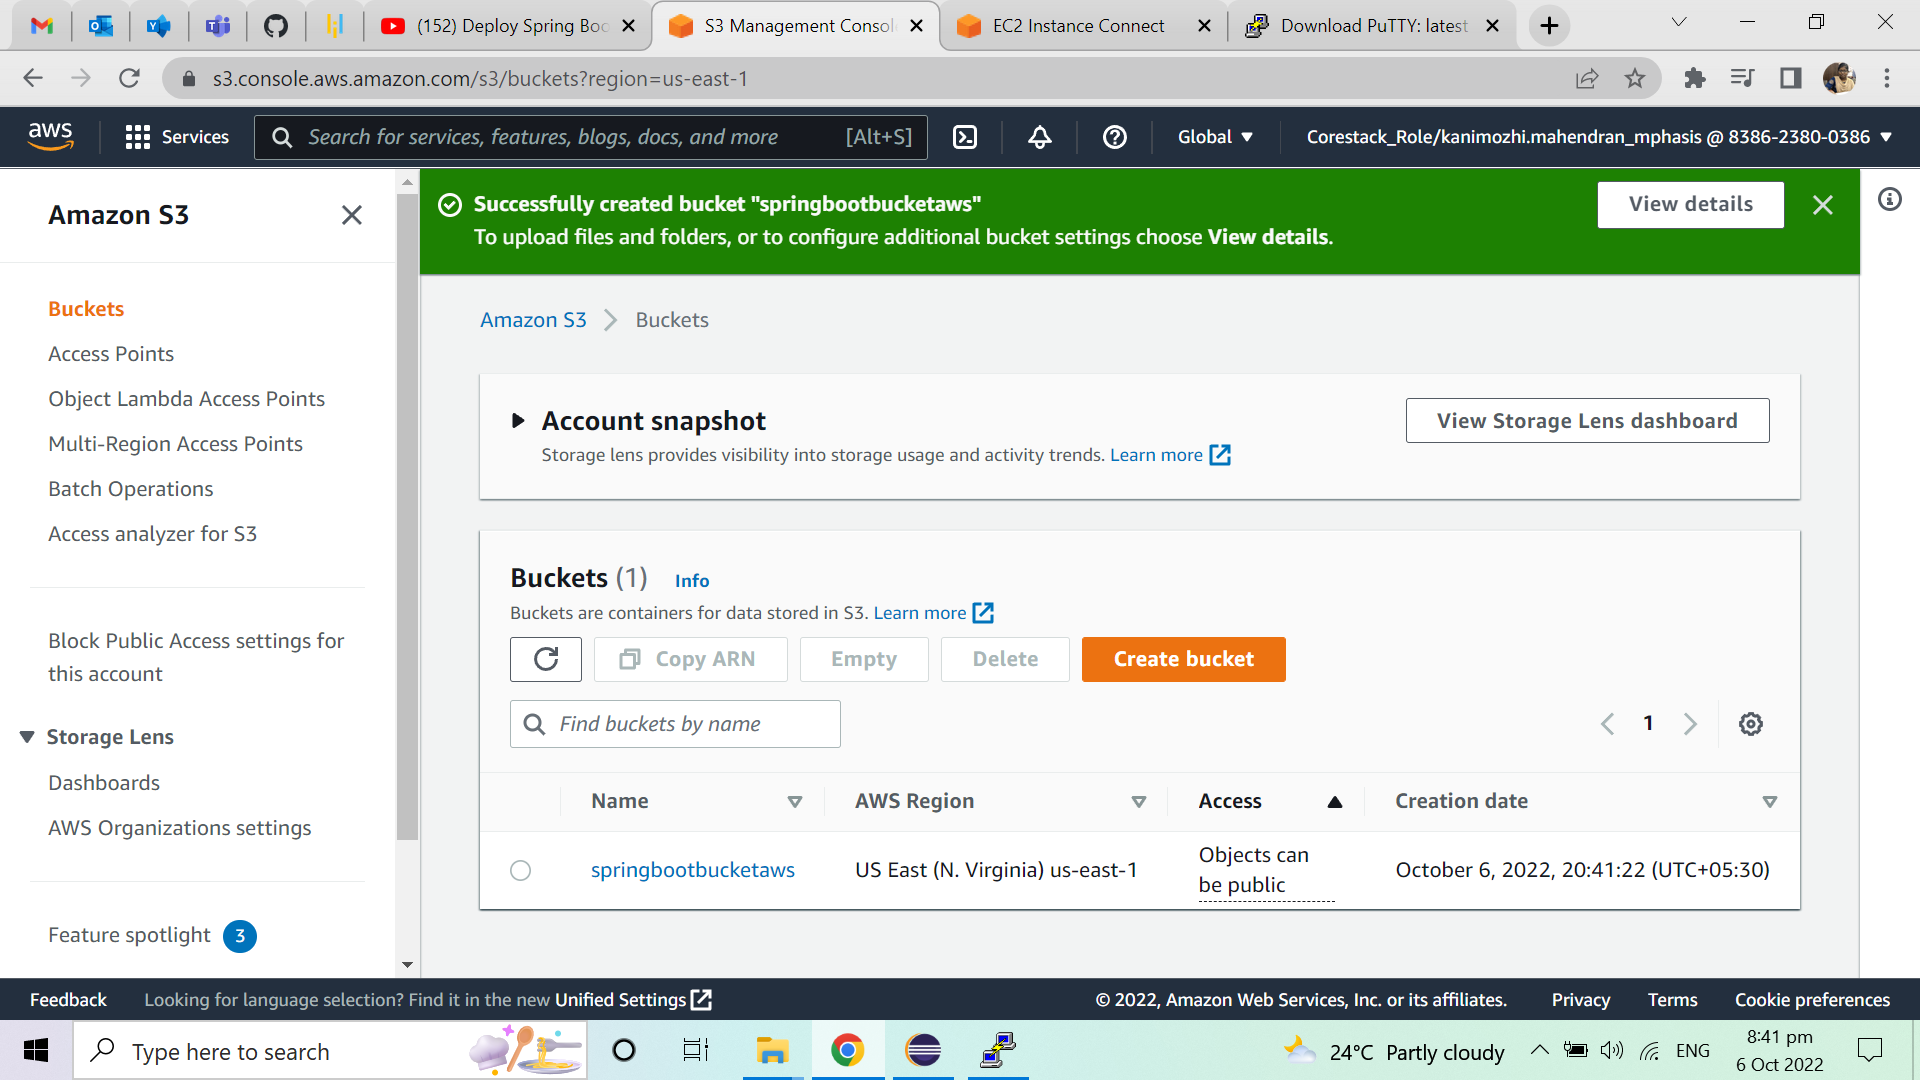 (152) Deploy Spring Boo
S3 Management Consol
EC2 Instance Connect
Download PuTTY: latest
s3.console.aws.amazon.com/s3/buckets?region=us-east-1
aws
Services
Search for services, features, blogs, docs, and more
[Alt+S]
Global
Corestack_Role/kanimozhi.mahendran_mphasis @ 8386-2380-0386
Amazon S3
Buckets
Access Points
Object Lambda Access Points
Multi-Region Access Points
Batch Operations
Access analyzer for S3
Block Public Access settings for
this account
Storage Lens
Dashboards
AWS Organizations settings
Feature spotlight 3
Successfully created bucket "springbootbucketaws"
To upload files and folders, or to configure additional bucket settings choose View details.
View details
Amazon S3
Buckets
Account snapshot
Storage lens provides visibility into storage usage and activity trends. Learn more
View Storage Lens dashboard
Buckets (1) Info
Buckets are containers for data stored in S3. Learn more
Copy ARN
Empty
Delete
Create bucket
Find buckets by name
1
Name
AWS Region
Access
Creation date
springbootbucketaws
US East (N. Virginia) us-east-1
Objects can
be public
October 6, 2022, 20:41:22 (UTC+05:30)
Feedback
Looking for language selection? Find it in the new Unified Settings
© 2022, Amazon Web Services, Inc. or its affiliates.
Privacy
Terms
Cookie preferences
Type here to search
24°C Partly cloudy
ENG
8:41 pm
6 Oct 2022